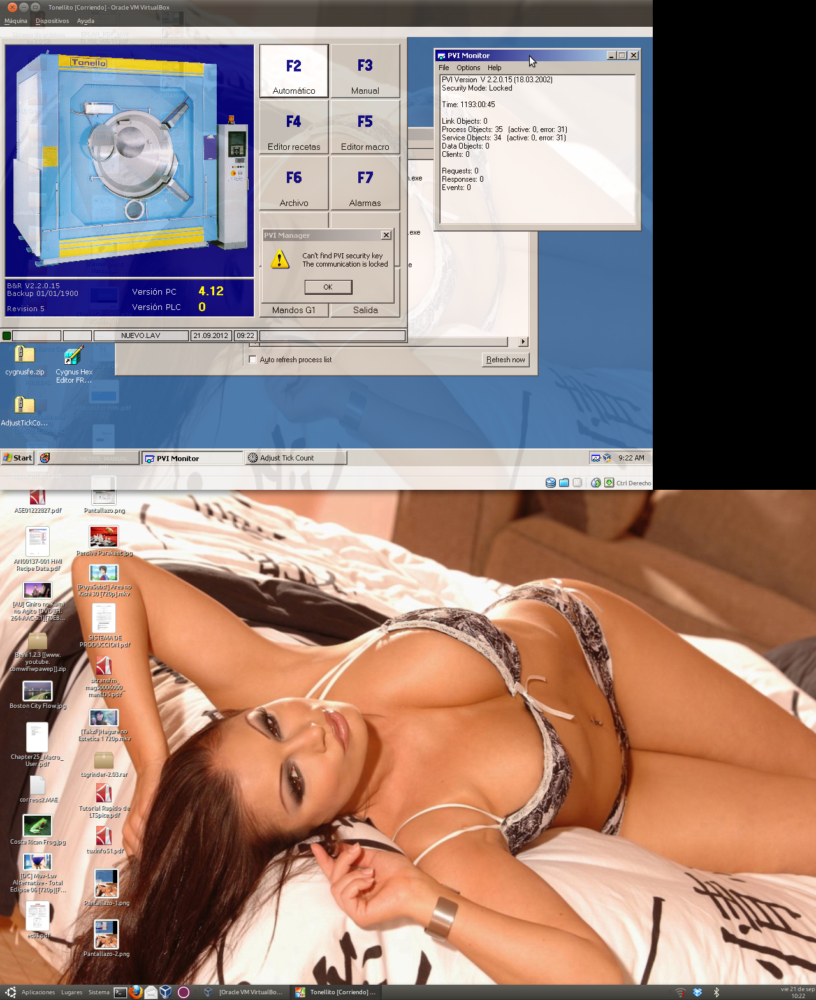 Tonellito [Corriendo] - Oracle VM VirtualBox
Máquina Dispositivos Ayuda
Tonello
F2
Automático
F3
Manual
F4
Editor recetas
F5
Editor macro
F6
Archivo
F7
Alarmas
Mandos G1
Salida
B&R V2.2.0.15
Backup 01/01/1900
Revision 5
Versión PC 4.12
Versión PLC 0
NUEVO.LAV 21.09.2012 09:22
PVI Manager
Can't find PVI security key
The communication is locked
OK
PVI Monitor
File Options Help
PVI Version V 2.2.0.15 (18.03.2002)
Security Mode: Locked
Time: 1193:00:45
Link Objects: 0
Process Objects: 35 (active: 0, error: 31)
Service Objects: 34 (active: 0, error: 31)
Data Objects: 0
Clients: 0
Requests: 0
Responses: 0
Events: 0
.exe
.exe
Auto refresh process list
Refresh now
cygnusfe.zip
Cygnus Hex
Editor FR...
AdjustTickCo...
Start
PVI Monitor
Adjust Tick Count
9:22 AM
Ctrl Derecho
ASE01222827.pdf
Pantallazo.png
AN00137-001 HMI
Recipe Data.pdf
Pensive Parakeet.jpg
[PuyaSubs!] Area no
Kishi 30 [720p].mkv
[AU] Giniro no Kami
no Agito [DVD][H.
264-AAC-5.1][79E8...
SISTEMA DE
PRODUCCION.pdf
Beini 1.2.3 [[www.
youtube.
comwifiwpawep]].zip
sitransfm_
mag50006000_
manEDS.pdf
Boston City Flow.jpg
[TakzF]Hagure no
Estetica 1 720p.mkv
Chapter25_Macro_
User.pdf
tsgrinder-2.03.rar
correos2.MAE
Tutorial Rapido de
LTSpice.pdf
Costa Rican Frog.jpg
tuxinfo51.pdf
[DC] Muv-Luv
Alternative - Total
Eclipse 06 [720p][F...
Pantallazo-1.png
ec03.pdf
Pantallazo-2.png
Aplicaciones Lugares Sistema
[Oracle VM VirtualBo...
Tonellito [Corriendo] ...
vie 21 de sep
10:22